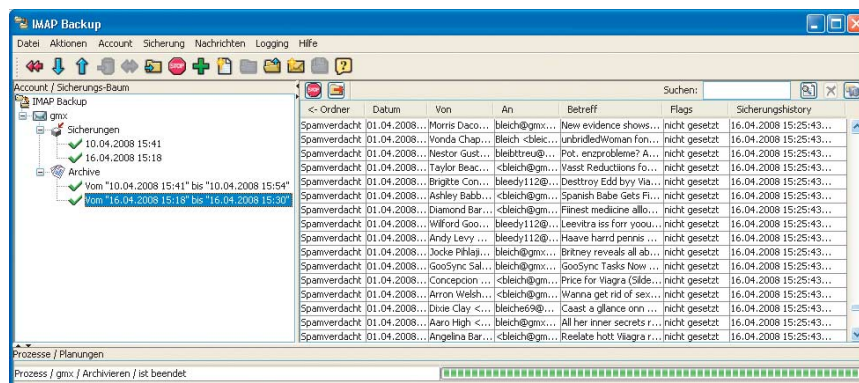 IMAP Backup
Datei Aktionen Account Sicherung Nachrichten Logging Hilfe
Account / Sicherungs-Baum
IMAP Backup
gmx
Sicherungen
10.04.2008 15:41
16.04.2008 15:18
Archive
Vom "10.04.2008 15:41" bis "10.04.2008 15:54"
Vom "16.04.2008 15:18" bis "16.04.2008 15:30"
STOP Suchen:
<- Ordner Datum Von An Betreff Flags Sicherungshistory
Spamverdacht 01.04.2008... Morris Daco... bleich@gmx... New evidence shows... nicht gesetzt 16.04.2008 15:25:43...
Spamverdacht 01.04.2008... Vonda Chap... Bleich <bleic... unbridledWoman fon... nicht gesetzt 16.04.2008 15:25:43...
Spamverdacht 01.04.2008... Nestor Gust... bleibttreu@... Pot, enzprobleme? A... nicht gesetzt 16.04.2008 15:25:43...
Spamverdacht 01.04.2008... Taylor Beac... <bleich@gm... Vasst Reductiions fo... nicht gesetzt 16.04.2008 15:25:43...
Spamverdacht 01.04.2008... Brigitte Con... bleedy112@... Desttroy Edd byy Via... nicht gesetzt 16.04.2008 15:25:43...
Spamverdacht 01.04.2008... Ashley Babb... <bleich@gm... Spanish Babe Gets Fi... nicht gesetzt 16.04.2008 15:25:43...
Spamverdacht 01.04.2008... Diamond Bar... <bleich@gm... Fiinest medicine allo... nicht gesetzt 16.04.2008 15:25:43...
Spamverdacht 01.04.2008... Wilford Goo... bleedy112@... Leevitra iss forr yoou... nicht gesetzt 16.04.2008 15:25:43...
Spamverdacht 01.04.2008... Andy Levy ... <bleich@gm... Haave harrd pennis ... nicht gesetzt 16.04.2008 15:25:43...
Spamverdacht 01.04.2008... Jocke Pihlaji... bleich@gmx... Britney reveals all ab... nicht gesetzt 16.04.2008 15:25:43...
Spamverdacht 01.04.2008... GooSync Sal... bleich@gmx... GooSync Tasks Now ... nicht gesetzt 16.04.2008 15:25:43...
Spamverdacht 01.04.2008... Concepcion ... <bleich@gm... Price for Viagra (Silde... nicht gesetzt 16.04.2008 15:25:43...
Spamverdacht 01.04.2008... Arron Welsh... <bleich@gm... Wanna get rid of sex... nicht gesetzt 16.04.2008 15:25:43...
Spamverdacht 01.04.2008... Dixie Clay <... bleiche69@... Caast a gllance onn ... nicht gesetzt 16.04.2008 15:25:43...
Spamverdacht 01.04.2008... Aaro High <... bleich@gmx... All her inner secrets r... nicht gesetzt 16.04.2008 15:25:43...
Spamverdacht 01.04.2008... Angelina Bar... <bleich@gm... Reelate hott Viiagra r... nicht gesetzt 16.04.2008 15:25:43...
Prozesse / Planungen
Prozess / gmx / Archivieren / ist beendet